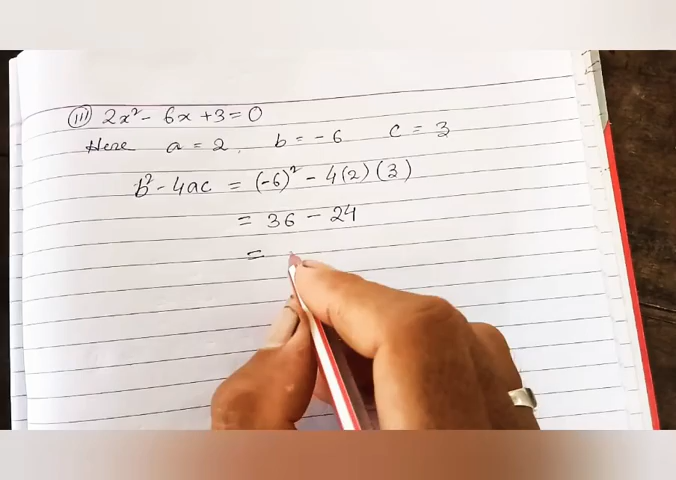 (iii) 2x² - 6x + 3 = 0
Here a = 2, b = -6 c = 3
b² - 4ac = (-6)² - 4(2)(3)
= 36 - 24
=